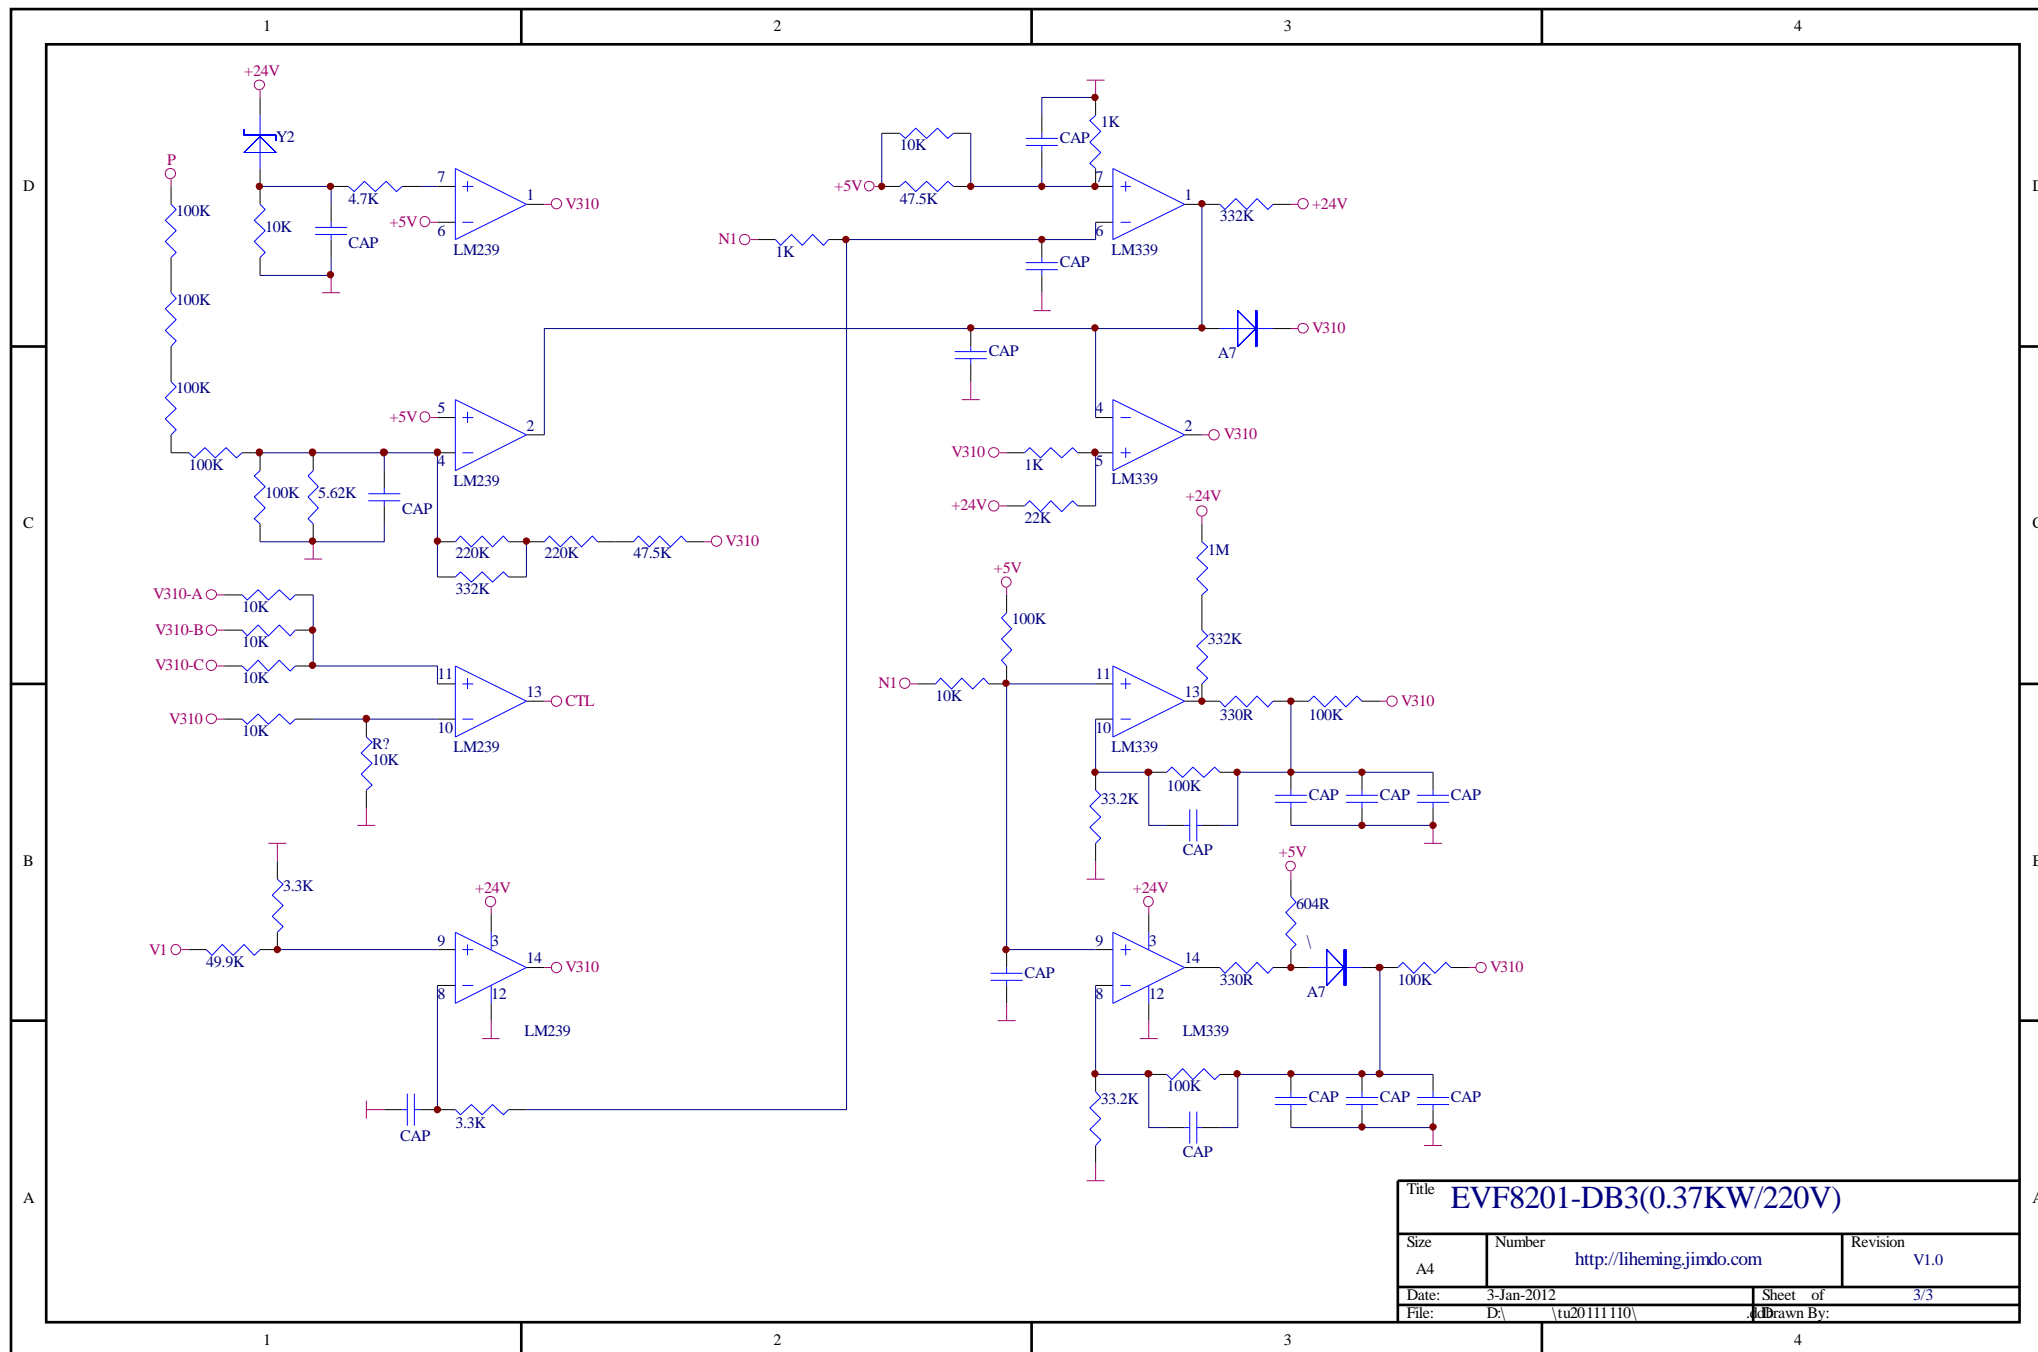 1 2 3 4
+24V
Y2
P
100K
10K
CAP
4.7K
7
1
V310
+5V
6
LM239
100K
100K
100K
+5V
5
2
4
LM239
100K
5.62K
CAP
220K
220K
47.5K
V310
332K
V310-A
10K
V310-B
10K
V310-C
10K
11
13
CTL
V310
10K
10
LM239
R?
10K
3.3K
V1
49.9K
+24V
9
3
14
V310
8
12
LM239
CAP
3.3K
10K
+5V
47.5K
CAP
1K
7
1
332K
+24V
N1
1K
6
LM339
CAP
A7
V310
CAP
4
2
V310
V310
1K
5
LM339
+24V
22K
+24V
1M
332K
+5V
100K
N1
10K
11
13
330R
100K
V310
10
LM339
100K
33.2K
CAP
CAP
CAP
CAP
+5V
604R
\
+24V
9
3
14
330R
A7
100K
V310
CAP
8
12
LM339
100K
33.2K
CAP
CAP
CAP
CAP
D
C
B
A
D
C
A
B
A
Title EVF8201-DB3(0.37KW/220V)
Size Number Revision
A4 http://liheming.jimdo.com V1.0
Date: 3-Jan-2012 Sheet of 3/3
File: D:\ \tu20111110\ .ddb Drawn By:
1 2 3 4